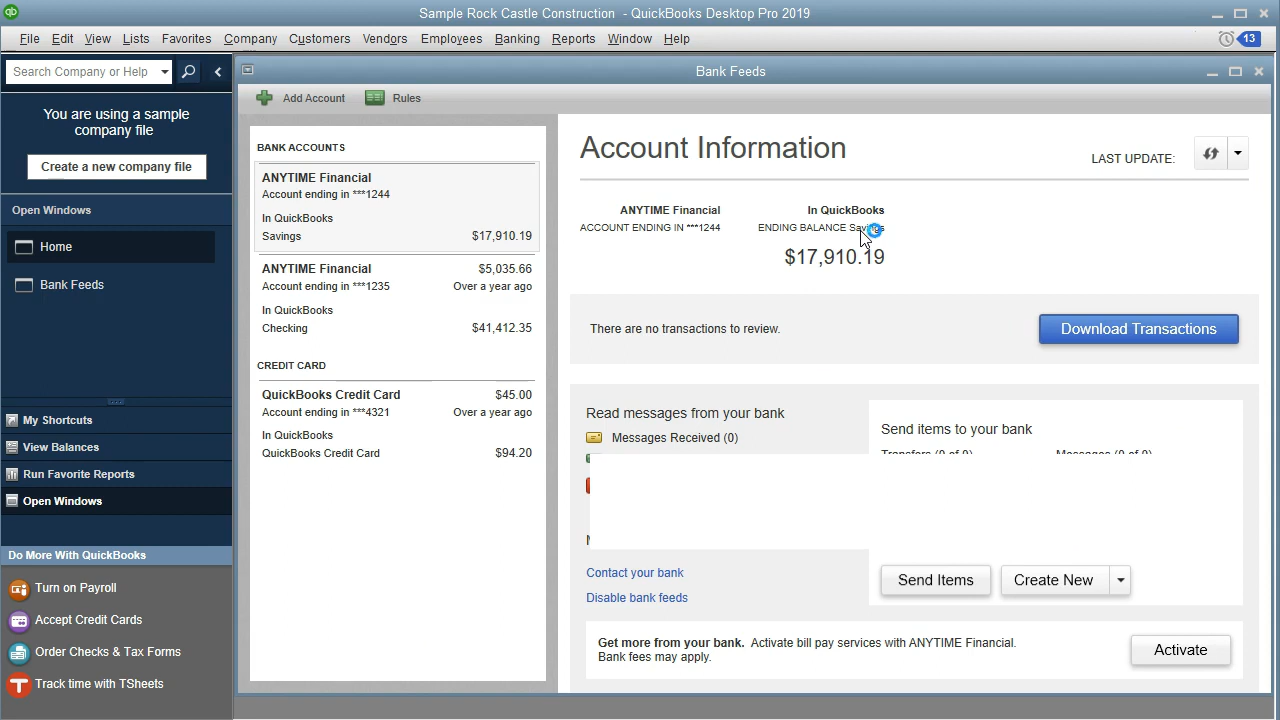 Sample Rock Castle Construction - QuickBooks Desktop Pro 2019
File Edit View Lists Favorites Company Customers Vendors Employees Banking Reports Window Help
13
Search Company or Help
You are using a sample
company file
Create a new company file
Open Windows
Home
Bank Feeds
My Shortcuts
View Balances
Run Favorite Reports
Open Windows
Do More With QuickBooks
Turn on Payroll
Accept Credit Cards
Order Checks & Tax Forms
Track time with TSheets
Bank Feeds
Add Account Rules
BANK ACCOUNTS
ANYTIME Financial
Account ending in ***1244
In QuickBooks
Savings $17,910.19
ANYTIME Financial $5,035.66
Account ending in ***1235 Over a year ago
In QuickBooks
Checking $41,412.35
CREDIT CARD
QuickBooks Credit Card $45.00
Account ending in ***4321 Over a year ago
In QuickBooks
QuickBooks Credit Card $94.20
Account Information
LAST UPDATE:
ANYTIME Financial In QuickBooks
ACCOUNT ENDING IN ***1244 ENDING BALANCE Savings
$17,910.19
There are no transactions to review.
Download Transactions
Read messages from your bank
Messages Received (0)
Contact your bank
Disable bank feeds
Send items to your bank
Transfers (0 of 0) Messages (0 of 0)
Send Items Create New
Get more from your bank. Activate bill pay services with ANYTIME Financial.
Bank fees may apply.
Activate